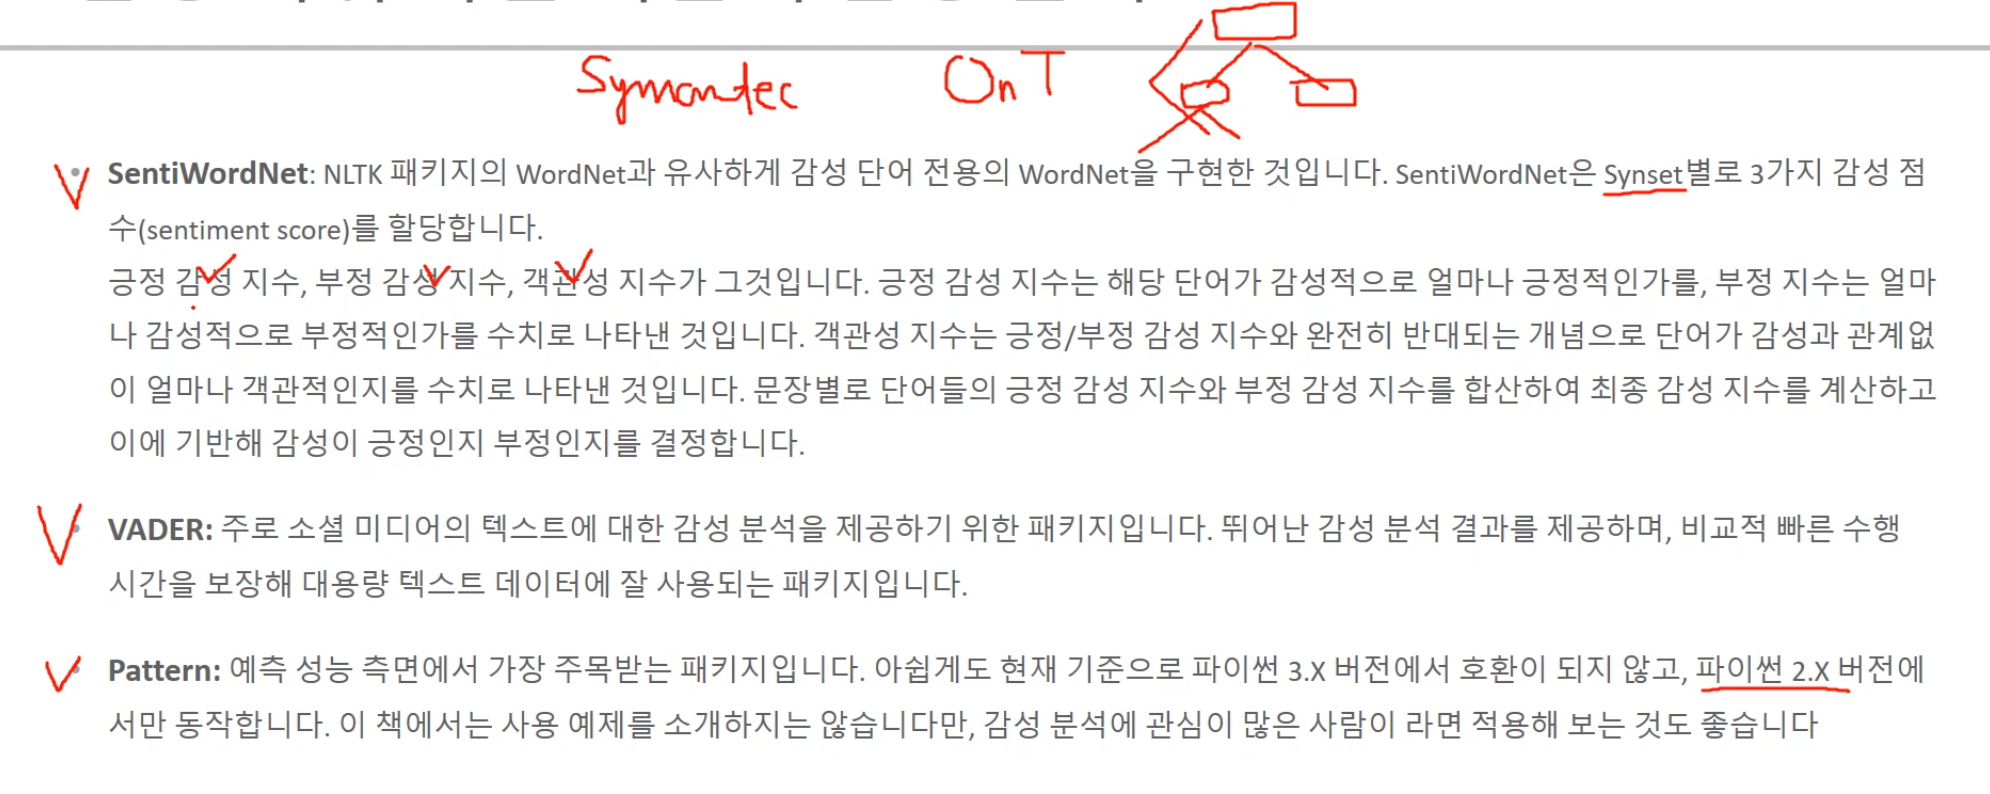 Symantec OnT
SentiWordNet: NLTK 패키지의 WordNet과 유사하게 감성 단어 전용의 WordNet을 구현한 것입니다. SentiWordNet은 Synset별로 3가지 감성 점
수(sentiment score)를 할당합니다.
긍정 감성 지수, 부정 감성 지수, 객관성 지수가 그것입니다. 긍정 감성 지수는 해당 단어가 감성적으로 얼마나 긍정적인가를, 부정 지수는 얼마
나 감성적으로 부정적인가를 수치로 나타낸 것입니다. 객관성 지수는 긍정/부정 감성 지수와 완전히 반대되는 개념으로 단어가 감성과 관계없
이 얼마나 객관적인지를 수치로 나타낸 것입니다. 문장별로 단어들의 긍정 감성 지수와 부정 감성 지수를 합산하여 최종 감성 지수를 계산하고
이에 기반해 감성이 긍정인지 부정인지를 결정합니다.
VADER: 주로 소셜 미디어의 텍스트에 대한 감성 분석을 제공하기 위한 패키지입니다. 뛰어난 감성 분석 결과를 제공하며, 비교적 빠른 수행
시간을 보장해 대용량 텍스트 데이터에 잘 사용되는 패키지입니다.
Pattern: 예측 성능 측면에서 가장 주목받는 패키지입니다. 아쉽게도 현재 기준으로 파이썬 3.X 버전에서 호환이 되지 않고, 파이썬 2.X 버전에
서만 동작합니다. 이 책에서는 사용 예제를 소개하지는 않습니다만, 감성 분석에 관심이 많은 사람이 라면 적용해 보는 것도 좋습니다